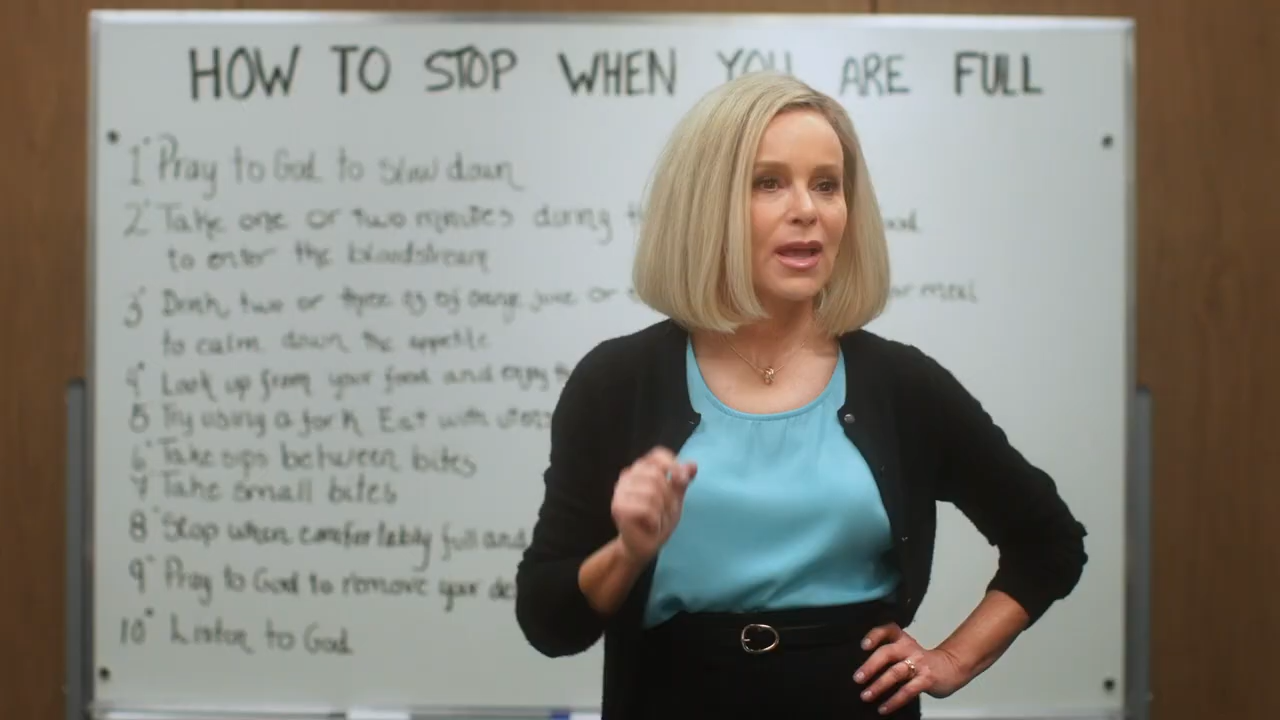 HOW TO STOP WHEN YOU ARE FULL
1° Pray to God to slow down
2° Take one or two minutes during
to enter the bloodstream
3° Drink two or three oz of orange juice or meal
to calm down the appetite
4° Look up from your food and enjoy
5 Try using a fork Eat with
6° Take sips between bites
7 Take small bites
8° Stop when comfortably full and
9° Pray to God to remove your
10° Listen to God